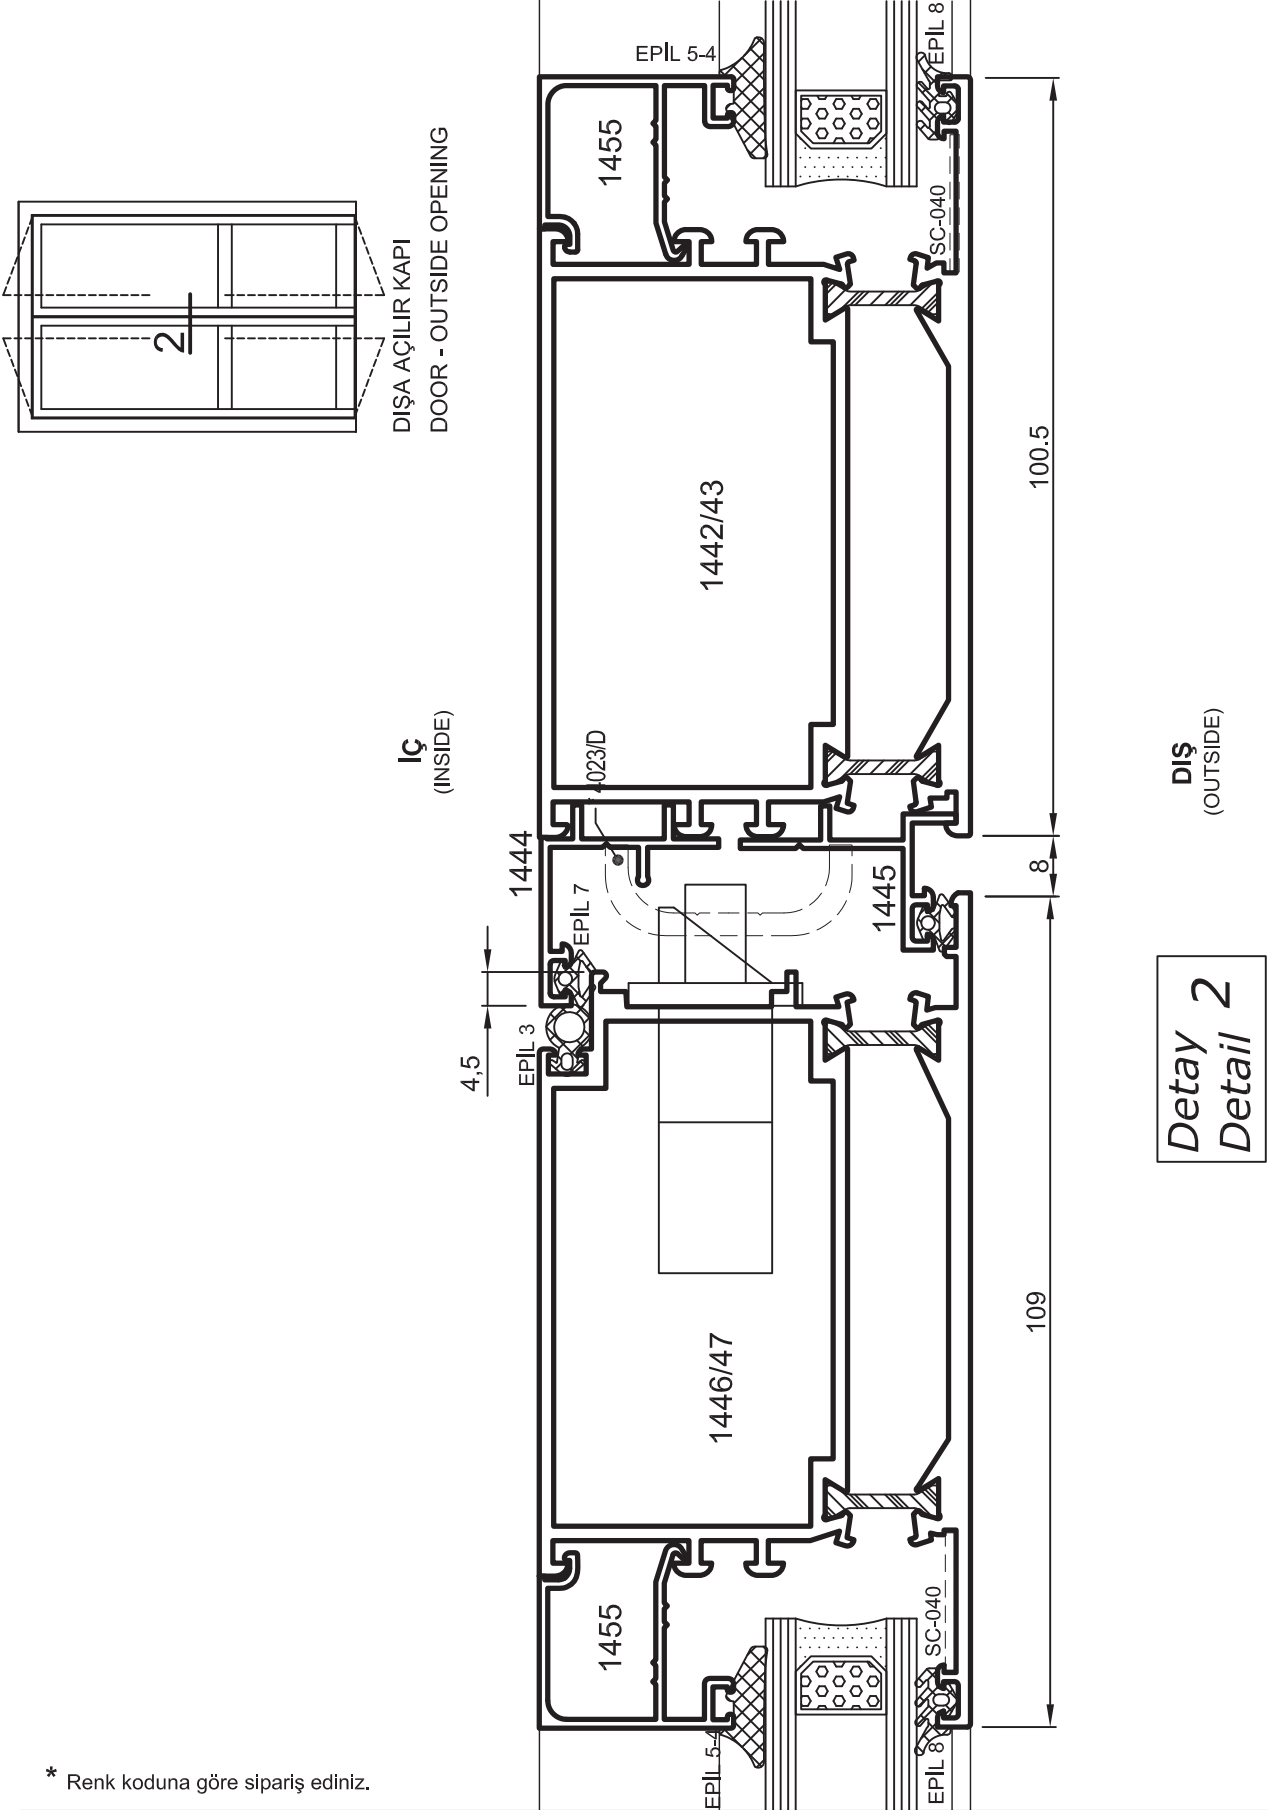 EPİL 5-4
EPİL 8
1455
SC-040
2
DIŞA AÇILIR KAPI
DOOR - OUTSIDE OPENING
1442/43
100.5
İÇ
(INSIDE)
DIŞ
(OUTSIDE)
* 4023/D
1444
EPİL 7
1445
8
4,5
EPİL 3
Detay
Detail 2
109
1446/47
1455
SC-040
EPİL 5-4
EPİL 8
* Renk koduna göre sipariş ediniz.